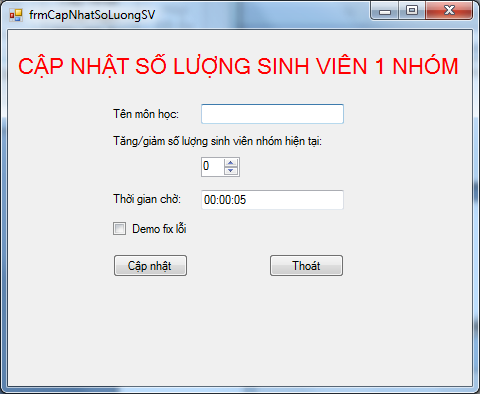 frmCapNhatSoLuongSV
CẬP NHẬT SỐ LƯỢNG SINH VIÊN 1 NHÓM
Tên môn học:
Tăng/giảm số lượng sinh viên nhóm hiện tại:
0
Thời gian chờ: 00:00:05
Demo fix lỗi
Cập nhật Thoát